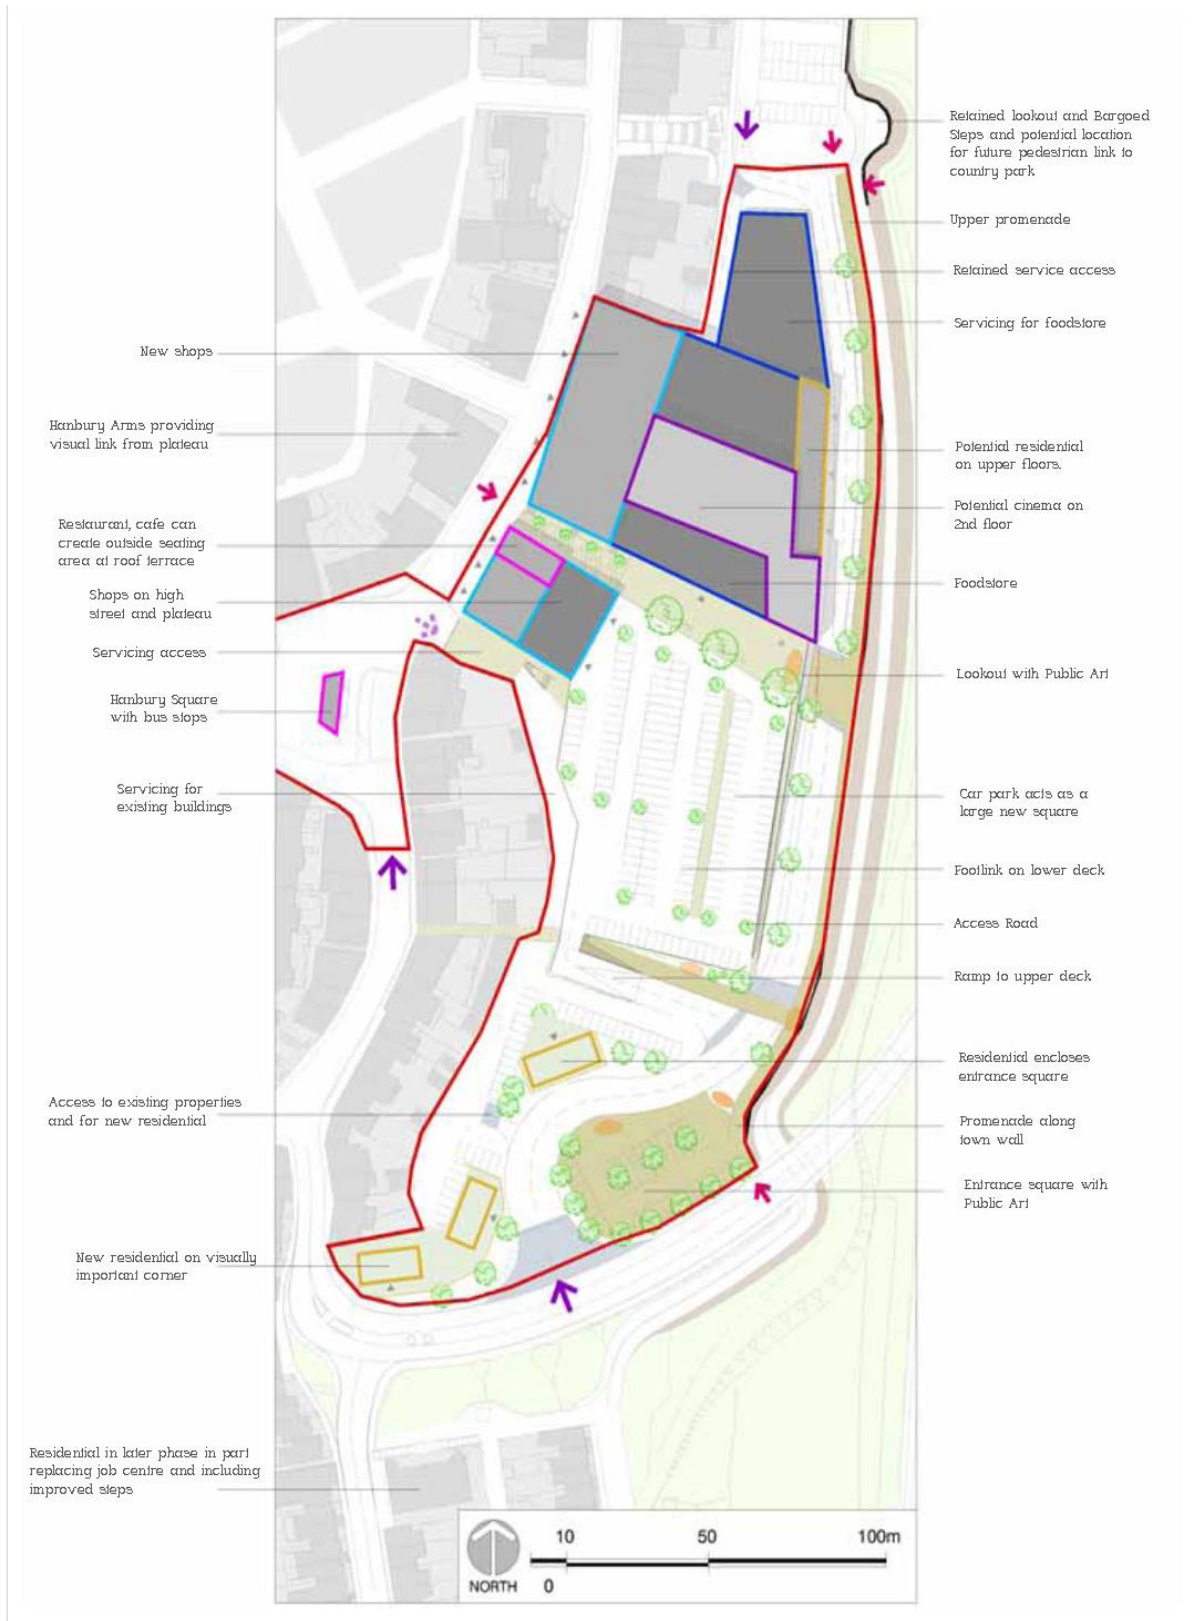 Retained lookout and Bargoed
Steps and potential location
for future pedestrian link to
country park
Upper promenade
Retained service access
Servicing for foodstore
Potential residential
on upper floors.
Potential cinema on
2nd floor
Foodstore
Lookout with Public Art
Car park acts as a
large new square
Footlink on lower deck
Access Road
Ramp to upper deck
Residential encloses
entrance square
Promenade along
town wall
Entrance square with
Public Art
New shops
Hanbury Arms providing
visual link from plateau
Restaurant, cafe can
create outside seating
area at roof terrace
Shops on high
street and plateau
Servicing access
Hanbury Square
with bus stops
Servicing for
existing buildings
Access to existing properties
and for new residential
New residential on visually
important corner
Residential in later phase in part
replacing job centre and including
improved steps
10 50 100m
NORTH 0